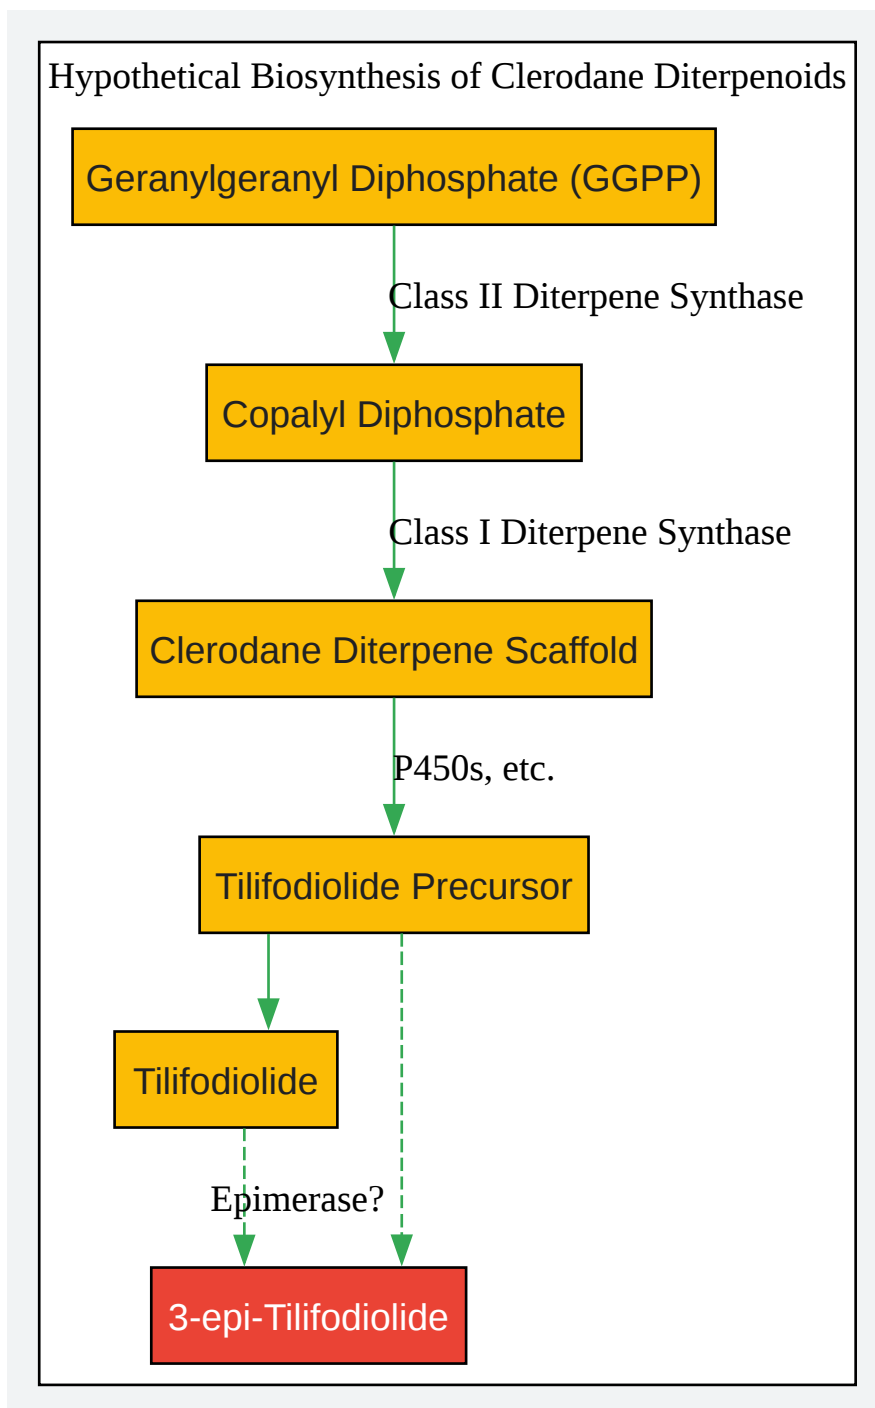 Hypothetical Biosynthesis of Clerodane Diterpenoids
Geranylgeranyl Diphosphate (GGPP)
Class II Diterpene Synthase
Copalyl Diphosphate
Class I Diterpene Synthase
Clerodane Diterpene Scaffold
P450s, etc.
Tilifodiolide Precursor
Tilifodiolide
Epimerase?
3-epi-Tilifodiolide